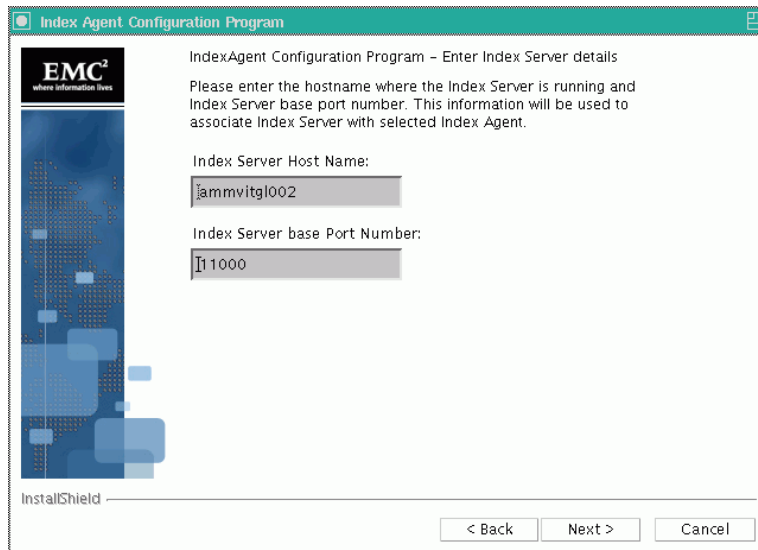 Index Agent Configuration Program
EMC²
where information lives
IndexAgent Configuration Program – Enter Index Server details
Please enter the hostname where the Index Server is running and
Index Server base port number. This information will be used to
associate Index Server with selected Index Agent.
Index Server Host Name:
ammvitgl002
Index Server base Port Number:
11000
InstallShield
< Back
Next >
Cancel